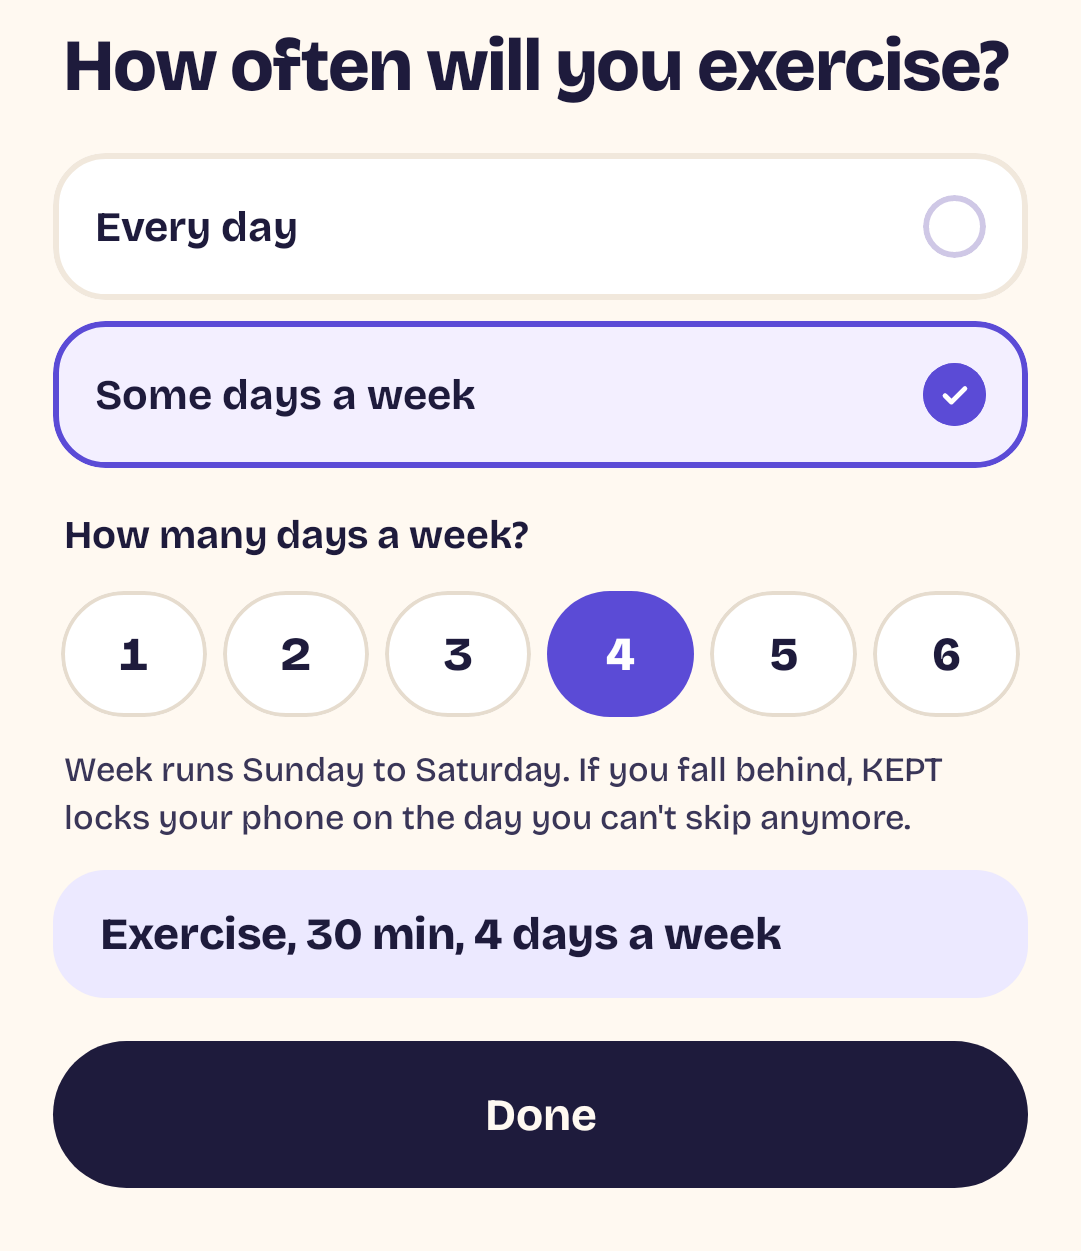 How often will you exercise?
Every day
Some days a week
How many days a week?
1 2 3 4 5 6
Week runs Sunday to Saturday. If you fall behind, KEPT
locks your phone on the day you can't skip anymore.
Exercise, 30 min, 4 days a week
Done